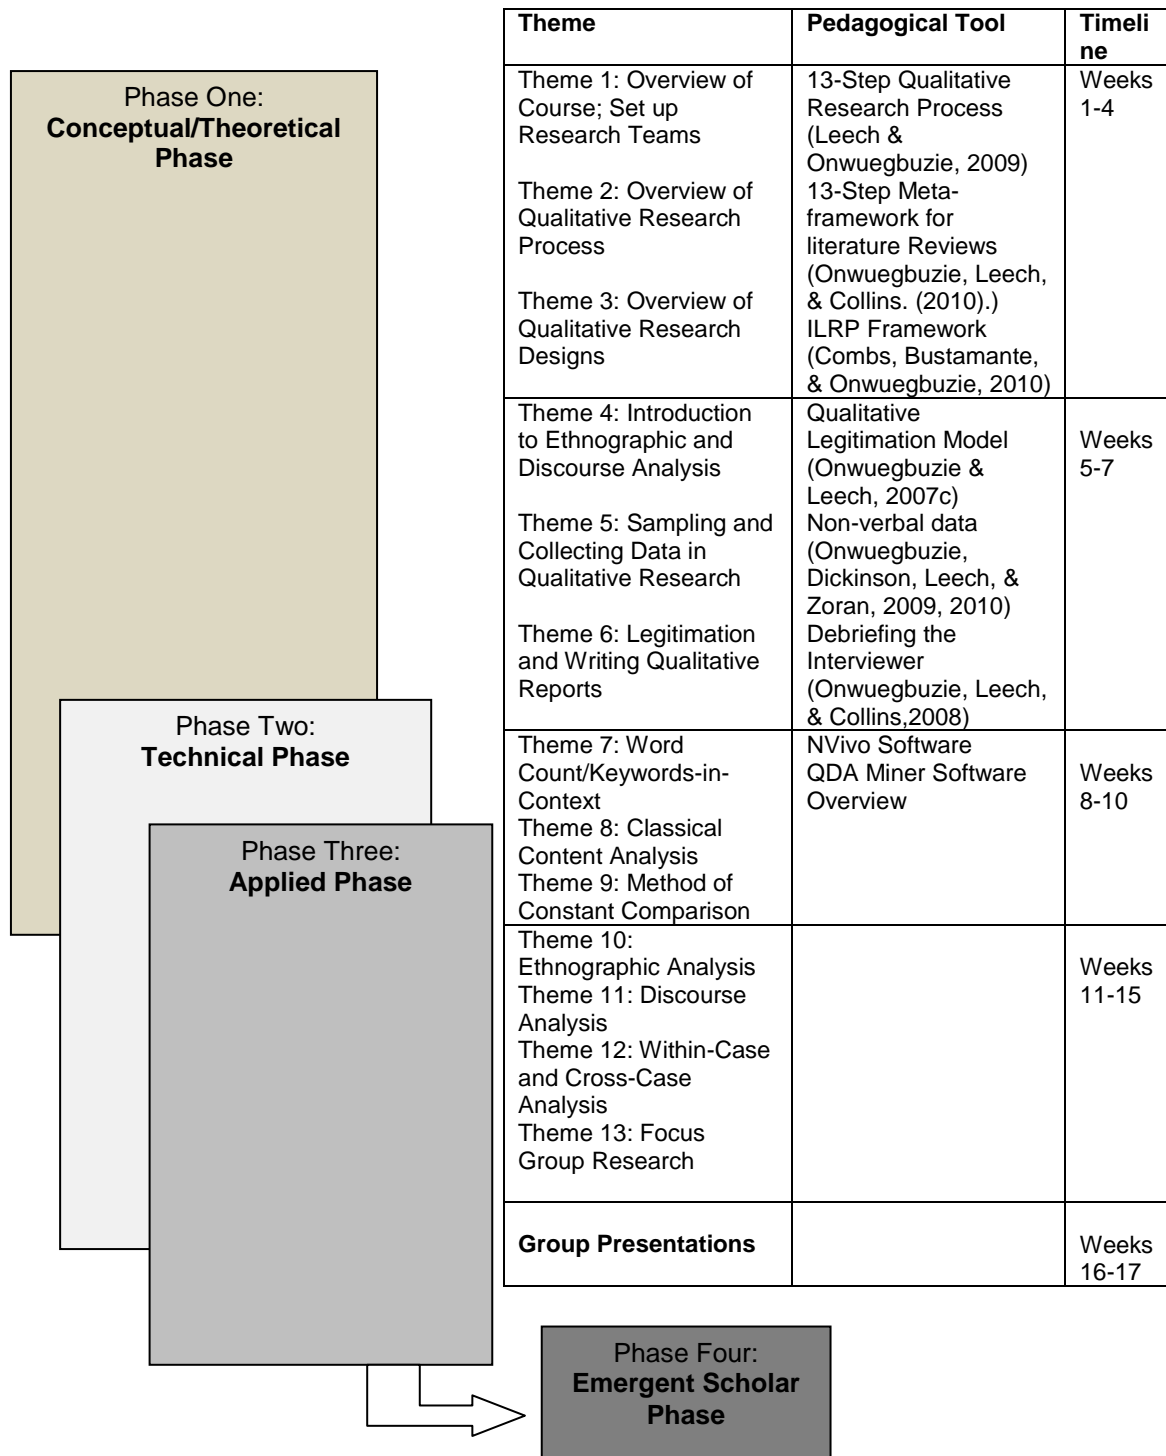 Phase One:
Conceptual/Theoretical
Phase
Phase Two:
Technical Phase
Phase Three:
Applied Phase
Theme
Pedagogical Tool
Timeli
ne
Theme 1: Overview of
Course; Set up
Research Teams
Theme 2: Overview of
Qualitative Research
Process
Theme 3: Overview of
Qualitative Research
Designs
13-Step Qualitative
Research Process
(Leech &
Onwuegbuzie, 2009)
13-Step Meta-
framework for
literature Reviews
(Onwuegbuzie, Leech,
& Collins. (2010).)
ILRP Framework
(Combs, Bustamante,
& Onwuegbuzie, 2010)
Weeks
1-4
Theme 4: Introduction
to Ethnographic and
Discourse Analysis
Theme 5: Sampling and
Collecting Data in
Qualitative Research
Theme 6: Legitimation
and Writing Qualitative
Reports
Qualitative
Legitimation Model
(Onwuegbuzie &
Leech, 2007c)
Non-verbal data
(Onwuegbuzie,
Dickinson, Leech, &
Zoran, 2009, 2010)
Debriefing the
Interviewer
(Onwuegbuzie, Leech,
& Collins,2008)
Weeks
5-7
Theme 7: Word
Count/Keywords-in-
Context
Theme 8: Classical
Content Analysis
Theme 9: Method of
Constant Comparison
NVivo Software
QDA Miner Software
Overview
Weeks
8-10
Theme 10:
Ethnographic Analysis
Theme 11: Discourse
Analysis
Theme 12: Within-Case
and Cross-Case
Analysis
Theme 13: Focus
Group Research
Weeks
11-15
Group Presentations
Weeks
16-17
Phase Four:
Emergent Scholar
Phase